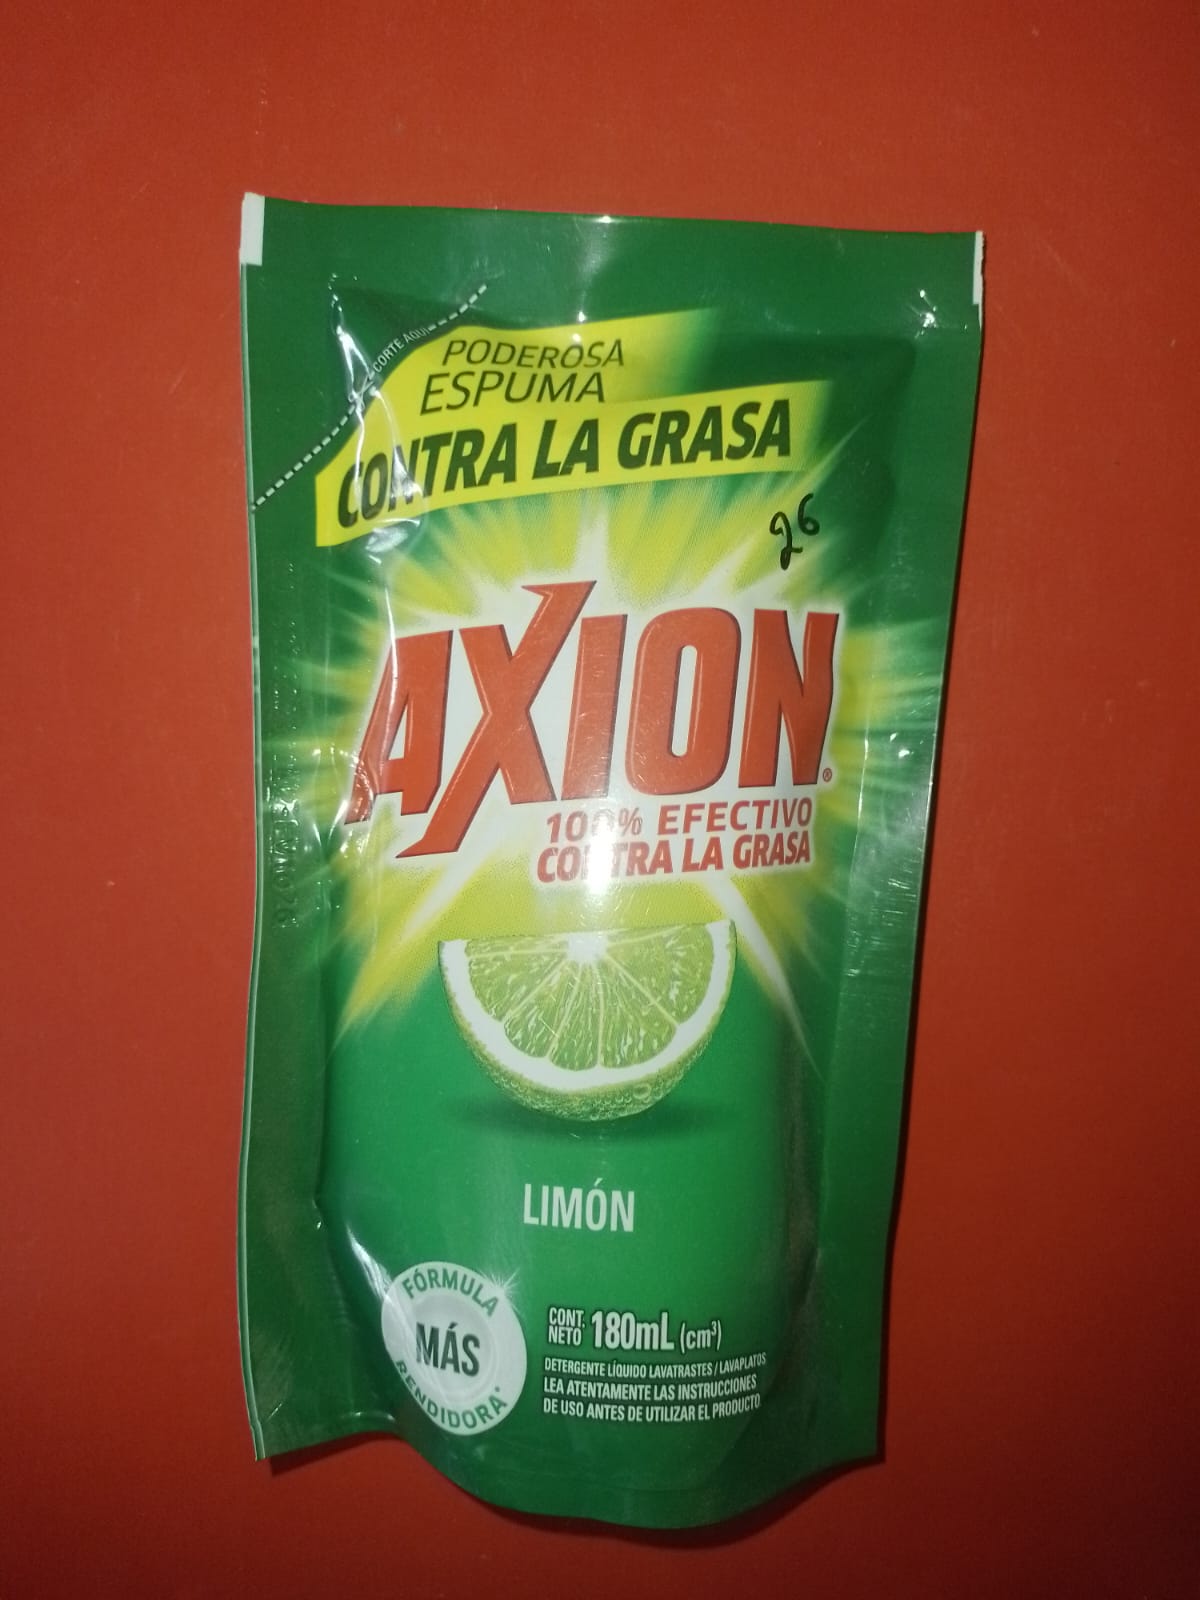 CORTE AQUÍ
PODEROSA
ESPUMA
CONTRA LA GRASA
26
AXION®
100% EFECTIVO
CONTRA LA GRASA
LIMÓN
FÓRMULA
MÁS
RENDIDORA*
CONT.
NETO 180mL (cm³)
DETERGENTE LÍQUIDO LAVATRASTES / LAVAPLATOS
LEA ATENTAMENTE LAS INSTRUCCIONES
DE USO ANTES DE UTILIZAR EL PRODUCTO